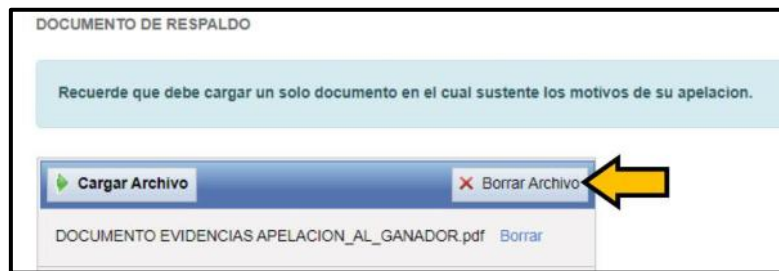 DOCUMENTO DE RESPALDO
Recuerde que debe cargar un solo documento en el cual sustente los motivos de su apelacion.
Cargar Archivo
Borrar Archivo
DOCUMENTO EVIDENCIAS APELACION_AL_GANADOR.pdf Borrar